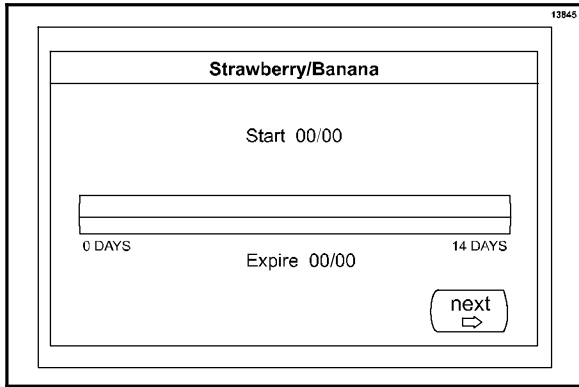 13845
Strawberry/Banana
Start 00/00
0 DAYS 14 DAYS
Expire 00/00
next